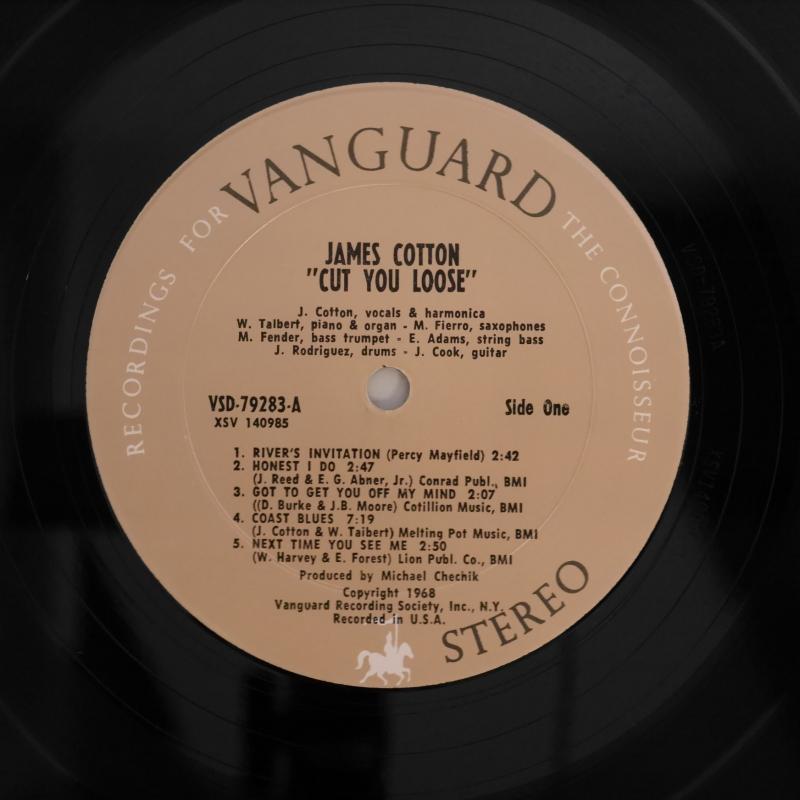 RECORDINGS FOR VANGUARD THE CONNOISSEUR
JAMES COTTON
"CUT YOU LOOSE"
J. Cotton, vocals & harmonica
W. Talbert, piano & organ - M. Fierro, saxophones
M. Fender, bass trumpet - E. Adams, string bass
J. Rodriguez, drums - J. Cook, guitar
VSD-79283-A Side One
XSV 140985
1. RIVER'S INVITATION (Percy Mayfield) 2:42
2. HONEST I DO 2:47
(J. Reed & E. G. Abner, Jr.) Conrad Publ., BMI
3. GOT TO GET YOU OFF MY MIND 2:07
((D. Burke & J.B. Moore) Cotillion Music, BMI
4. COAST BLUES 7:19
(J. Cotton & W. Talbert) Melting Pot Music, BMI
5. NEXT TIME YOU SEE ME 2:50
(W. Harvey & E. Forest) Lion Publ. Co., BMI
Produced by Michael Chechik
Copyright 1968
Vanguard Recording Society, Inc., N.Y.
Recorded in U.S.A.
STEREO